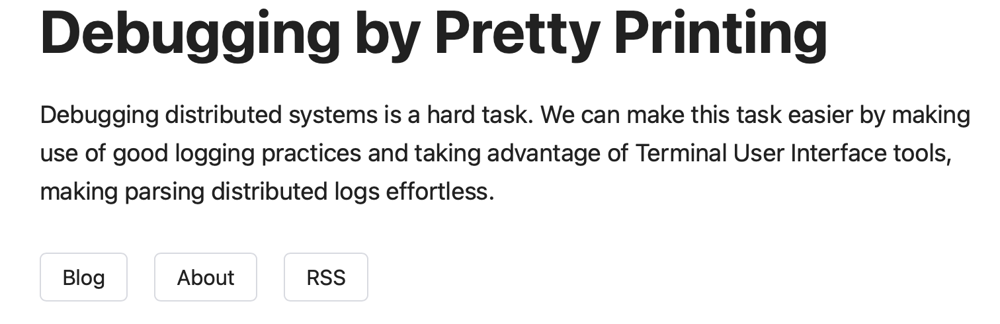 Debugging by Pretty Printing
Debugging distributed systems is a hard task. We can make this task easier by making
use of good logging practices and taking advantage of Terminal User Interface tools,
making parsing distributed logs effortless.
Blog About RSS